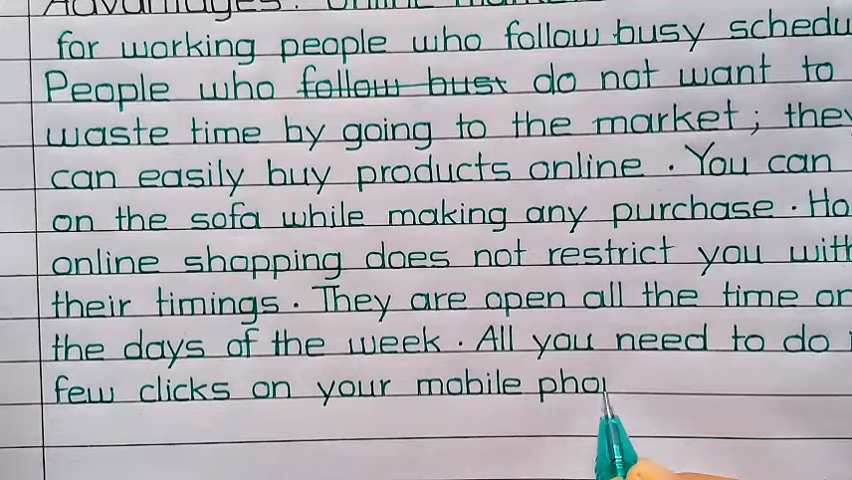 Advantages: Online
for working people who follow busy schedu
People who follow bust do not want to
waste time by going to the market; they
can easily buy products online. You can
on the sofa while making any purchase. Ho
online shopping does not restrict you with
their timings. They are open all the time on
the days of the week. All you need to do
few clicks on your mobile pho